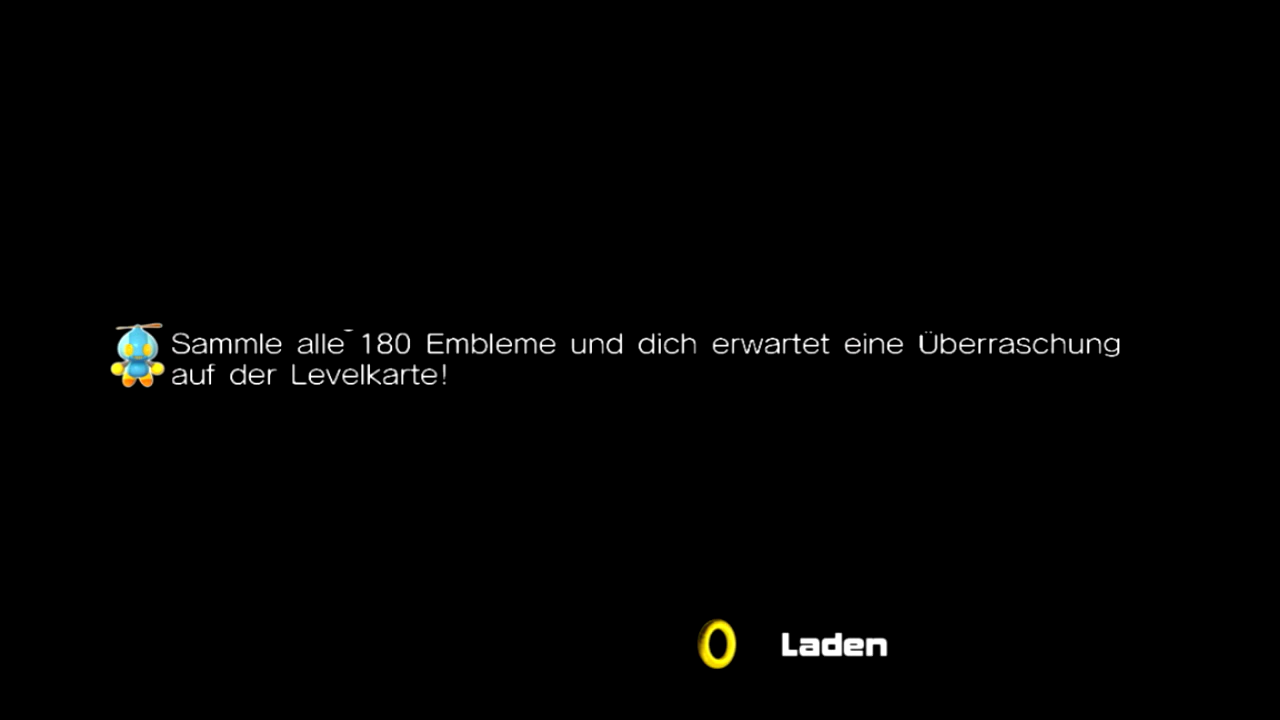 Sammle alle 180 Embleme und dich erwartet eine Überraschung
auf der Levelkarte!
Laden